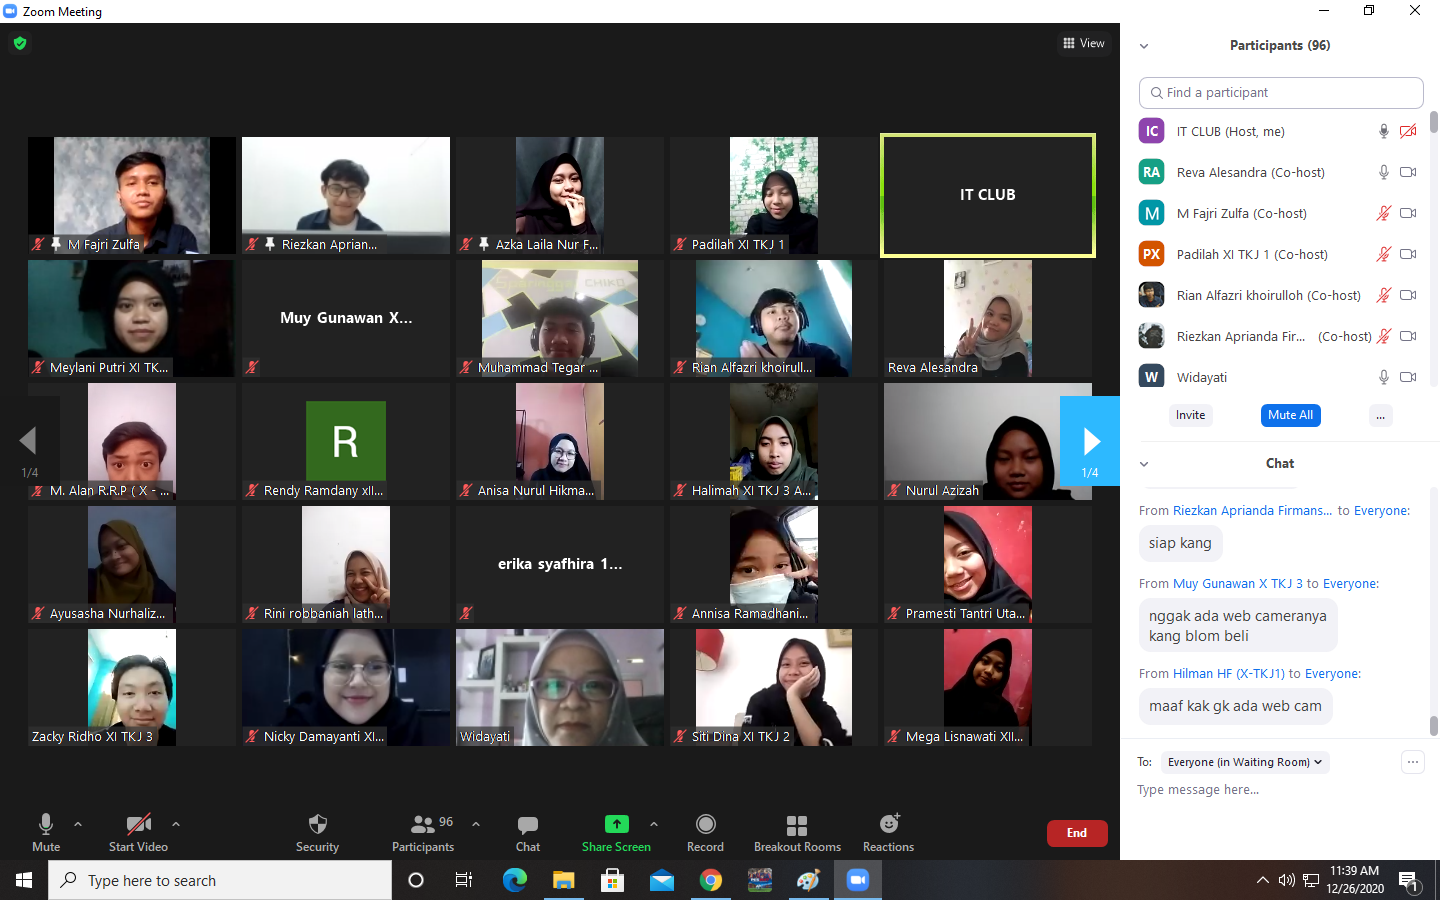 Zoom Meeting
View
M Fajri Zulfa
Riezkan Aprian...
Azka Laila Nur F...
Padilah XI TKJ 1
IT CLUB
Meylani Putri XI TK...
Muy Gunawan X...
Muhammad Tegar ...
Rian Alfazri khoirull...
Reva Alesandra
1/4
M. Alan R.R.P ( X - ...
R
Rendy Ramdany xII...
Anisa Nurul Hikma...
Halimah XI TKJ 3 A...
Nurul Azizah
1/4
Ayusasha Nurhaliz...
Rini robbaniah lath...
erika syafhira 1...
Annisa Ramadhani...
Pramesti Tantri Uta...
Zacky Ridho XI TKJ 3
Nicky Damayanti XI...
Widayati
Siti Dina XI TKJ 2
Mega Lisnawati XII...
Mute
Start Video
Security
Participants
96
Chat
Share Screen
Record
Breakout Rooms
Reactions
End
Participants (96)
Find a participant
IC IT CLUB (Host, me)
RA Reva Alesandra (Co-host)
M M Fajri Zulfa (Co-host)
PX Padilah XI TKJ 1 (Co-host)
Rian Alfazri khoirulloh (Co-host)
Riezkan Aprianda Fir... (Co-host)
W Widayati
Invite
Mute All
...
Chat
From Riezkan Aprianda Firmans... to Everyone:
siap kang
From Muy Gunawan X TKJ 3 to Everyone:
nggak ada web cameranya
kang blom beli
From Hilman HF (X-TKJ1) to Everyone:
maaf kak gk ada web cam
To: Everyone (in Waiting Room)
Type message here...
Type here to search
11:39 AM
12/26/2020
1